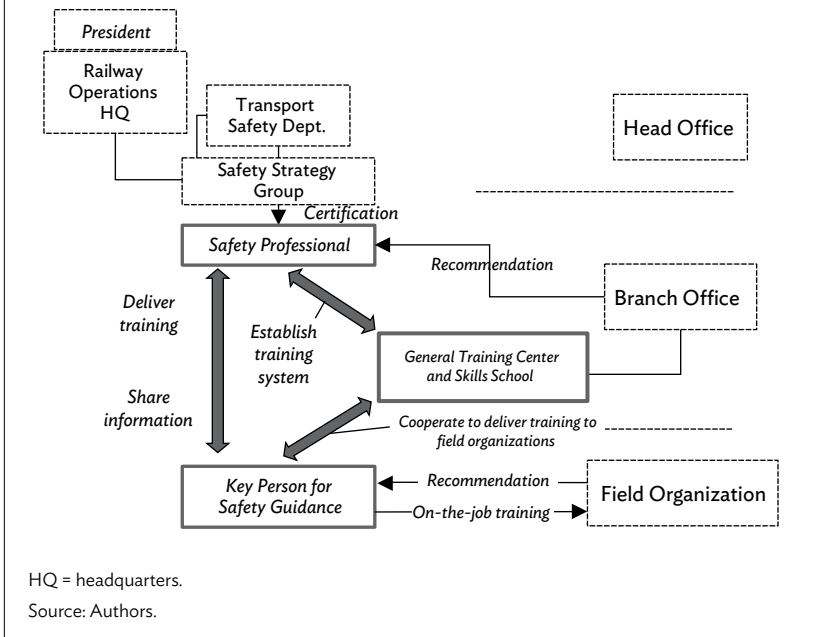 President
Railway
Operations
HQ
Transport
Safety Dept.
Head Office
Safety Strategy
Group
Certification
Safety Professional
Recommendation
Branch Office
Deliver
training
Establish
training
system
General Training Center
and Skills School
Share
information
Cooperate to deliver training to
field organizations
Key Person for
Safety Guidance
Recommendation
On-the-job training
Field Organization
HQ = headquarters.
Source: Authors.